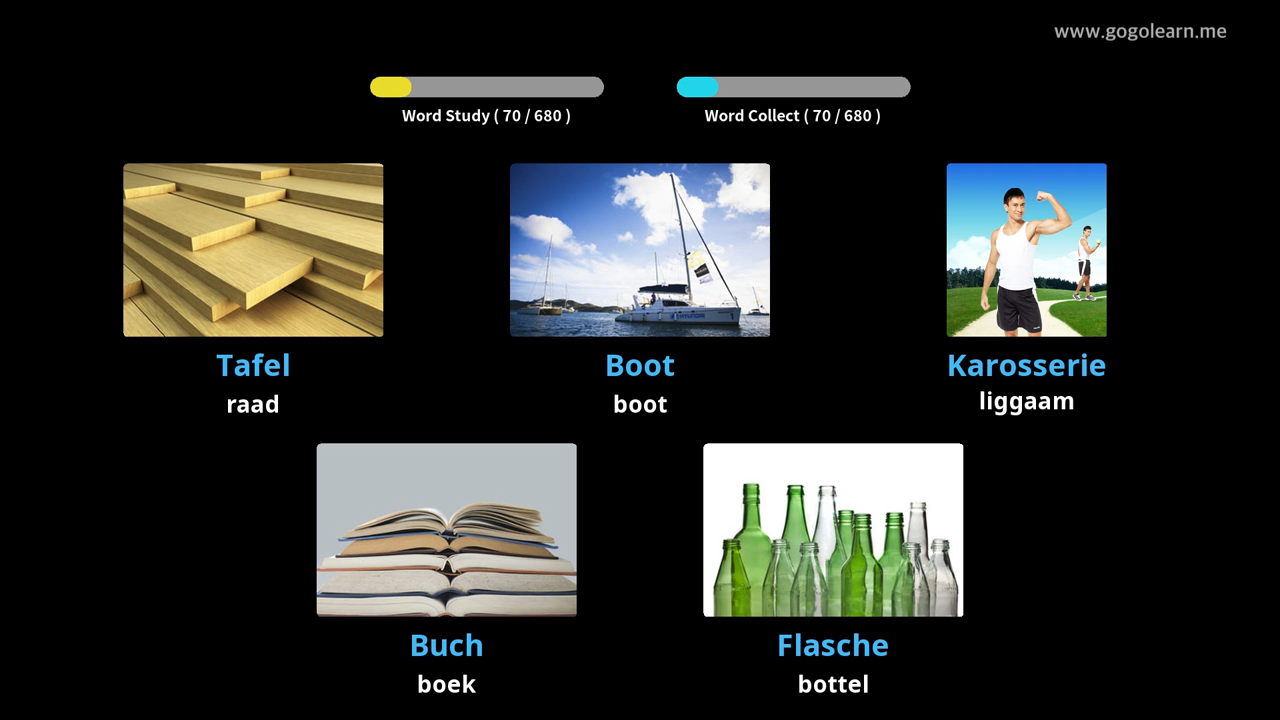 www.gogolearn.me
Word Study ( 70 / 680 )
Word Collect ( 70 / 680 )
Tafel
raad
Boot
boot
Karosserie
liggaam
Buch
boek
Flasche
bottel